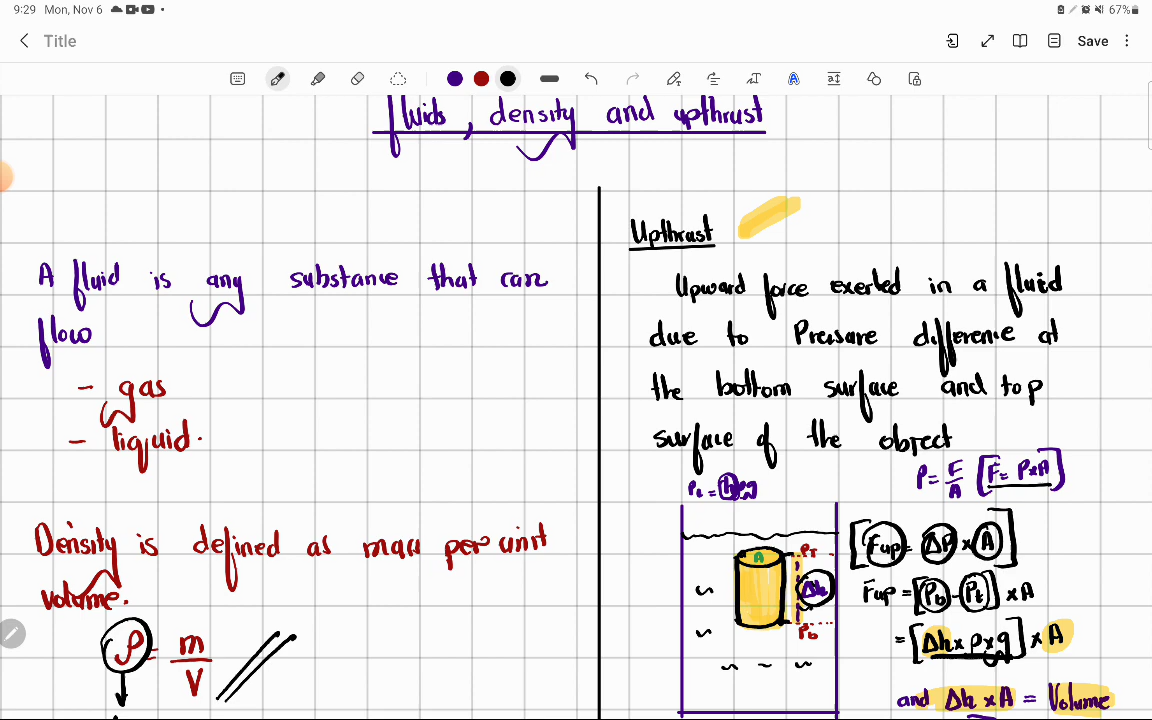 9:29 Mon, Nov 6
67%
Title
Save
fluids, density and upthrust
A fluid is any substance that can
flow
- gas
- liquid.
Density is defined as mass per unit
volume.
ρ = m/V
Upthrust
Upward force exerted in a fluid
due to Pressure difference at
the bottom surface and top
surface of the object
P = F/A [F = P×A]
Pt = hρg
A
PT
Δh
Pb
[Fup = ΔP × A]
Fup = [Pb - Pt] × A
= [Δh × ρ × g] × A
and Δh × A = Volume